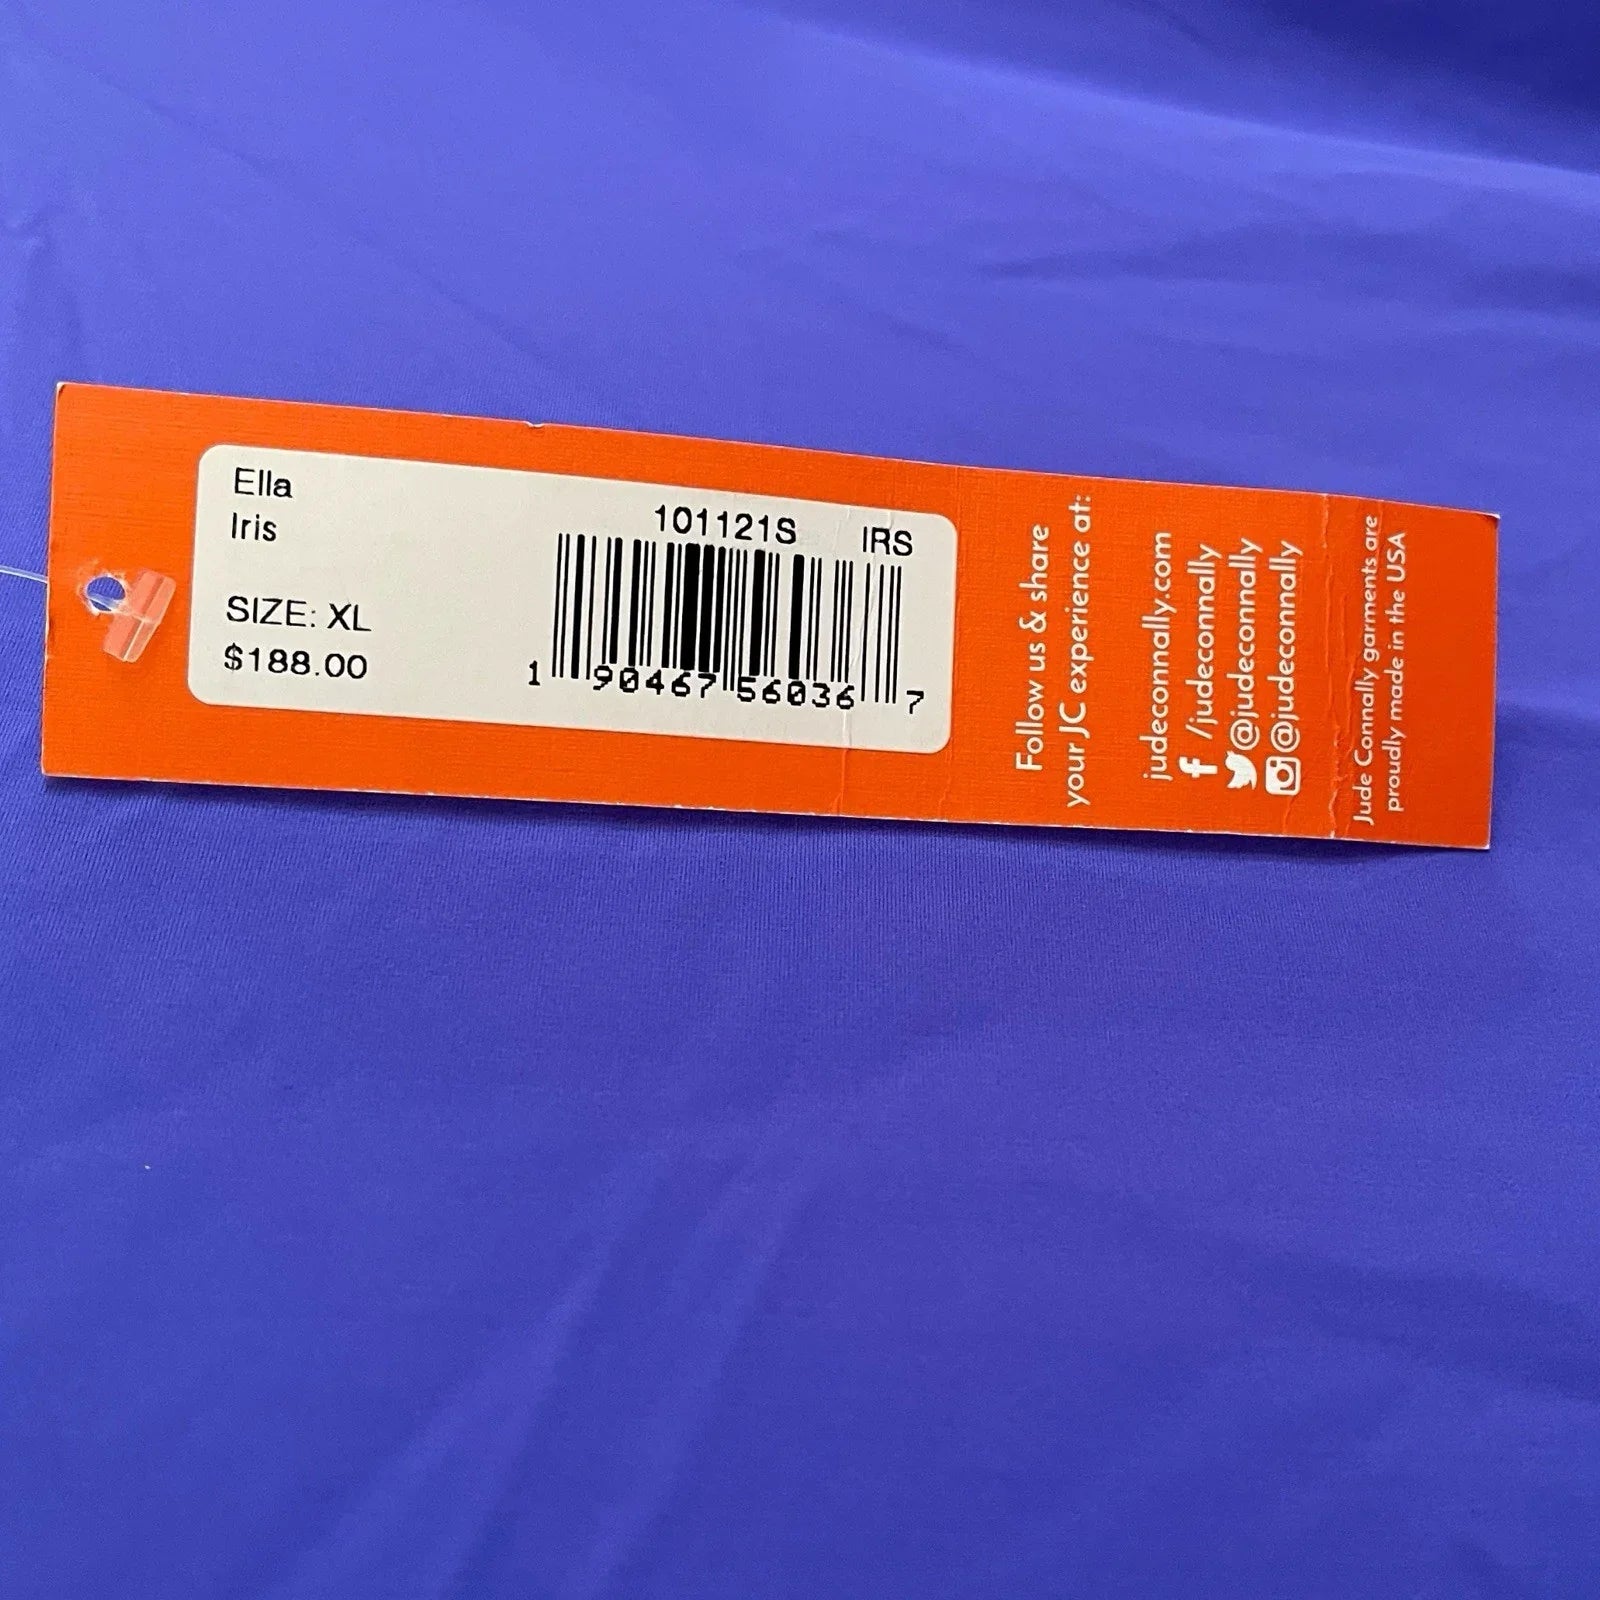 Ella
Iris
SIZE: XL
$188.00
101121S IRS
1 90467 56036 7
Follow us & share
your JC experience at:
judeconnally.com
/judeconnally
@judeconnally
@judeconnally
Jude Connally garments are
proudly made in the USA